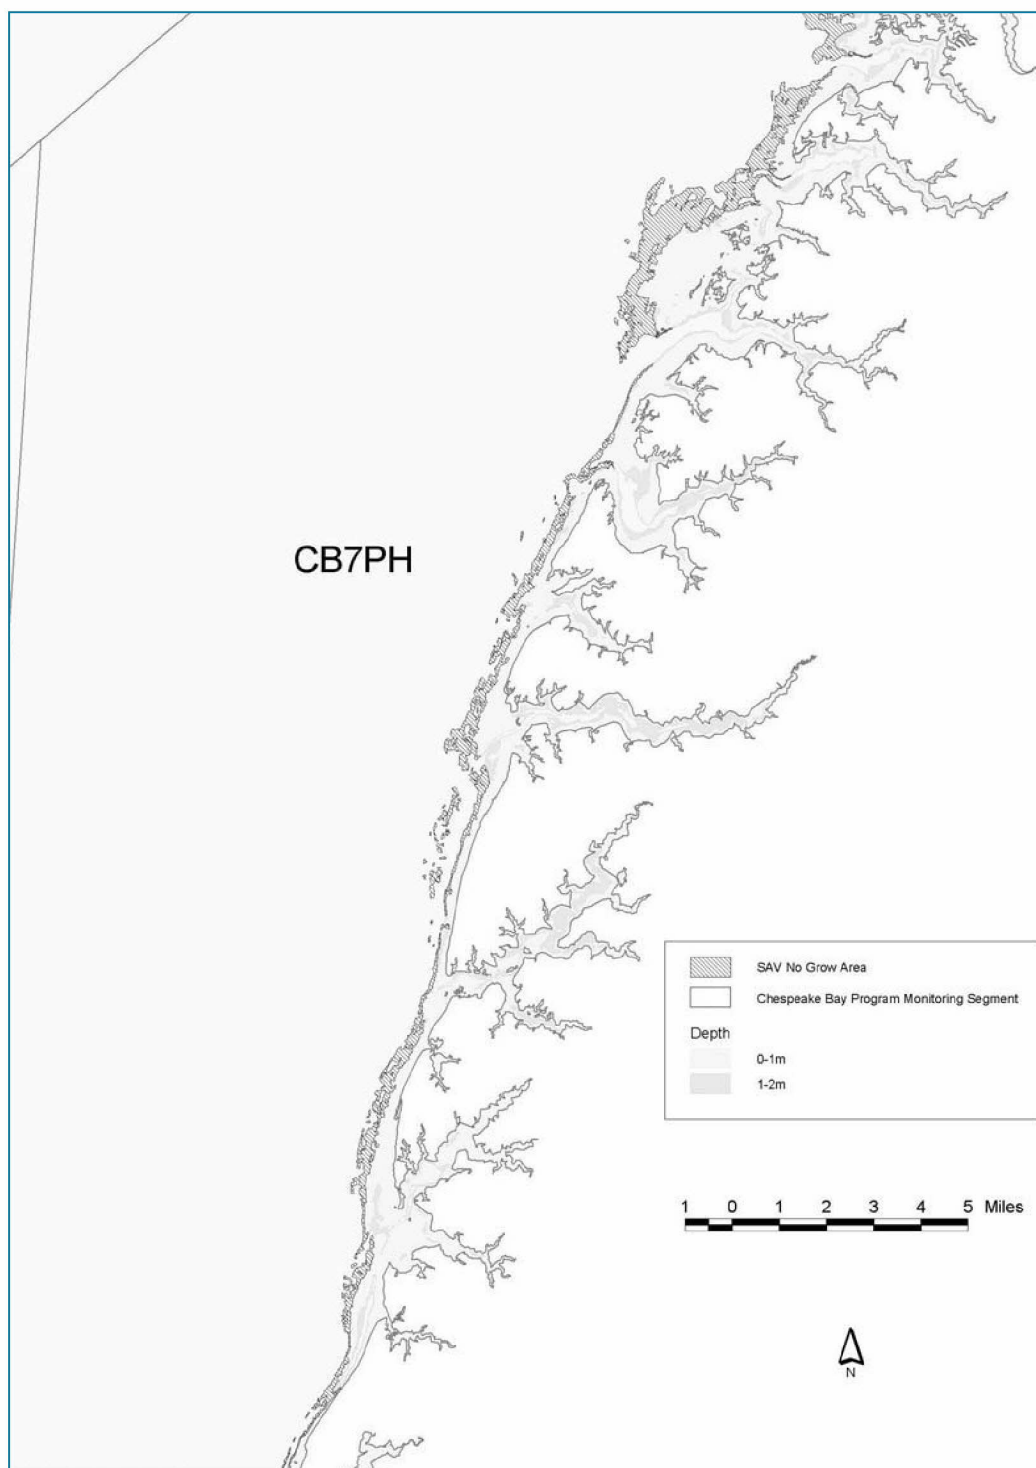 CB7PH
SAV No Grow Area
Chespeake Bay Program Monitoring Segment
Depth
0-1m
1-2m
1 0 1 2 3 4 5 Miles
N